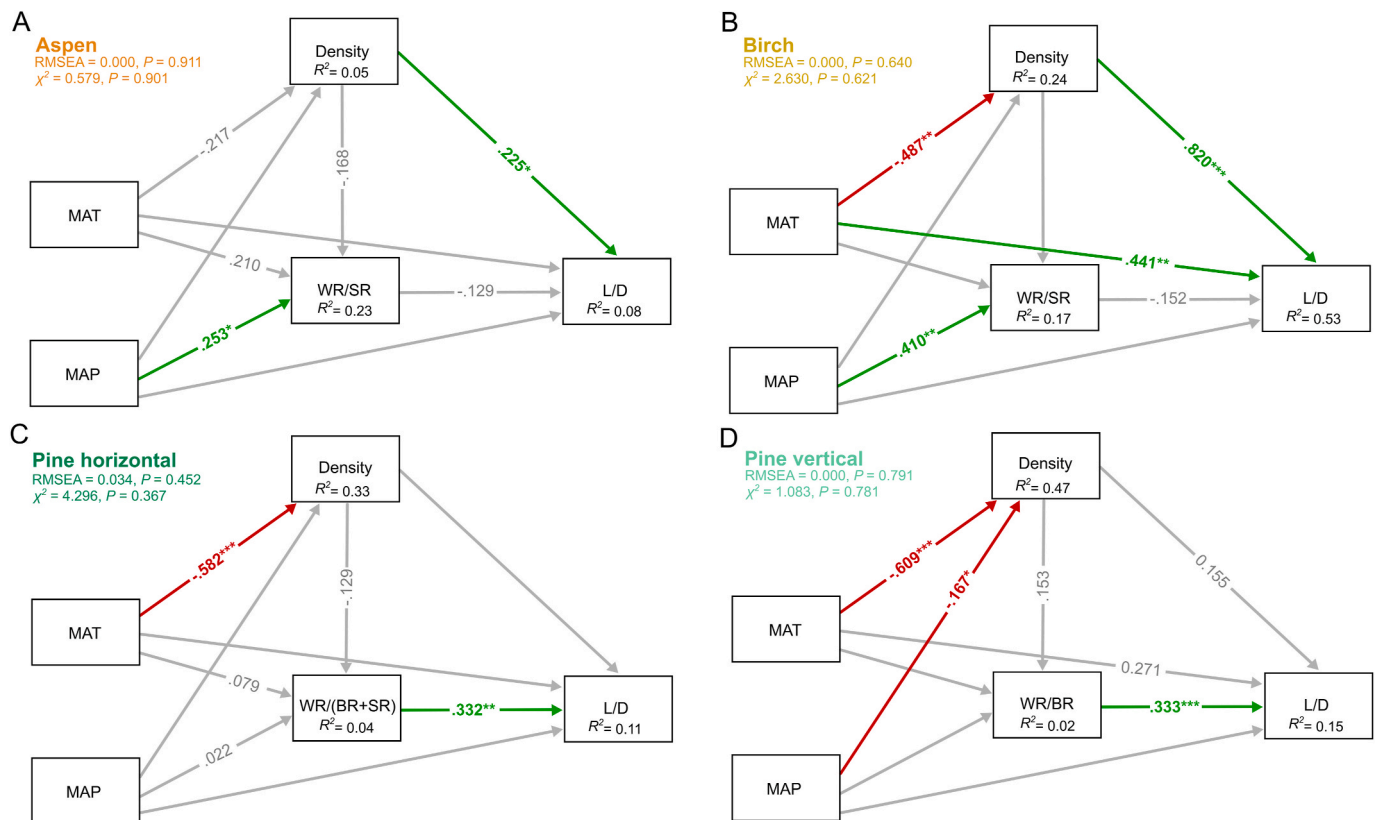 A
Aspen
RMSEA = 0.000, P = 0.911
χ² = 0.579, P = 0.901
Density
R²= 0.05
-.217
-.168
.225*
MAT
.210
WR/SR
R²= 0.23
-.129
L/D
R²= 0.08
.253*
MAP
B
Birch
RMSEA = 0.000, P = 0.640
χ² = 2.630, P = 0.621
Density
R²= 0.24
-.487**
.820***
MAT
.441**
WR/SR
R²= 0.17
-.152
L/D
R²= 0.53
.410**
MAP
C
Pine horizontal
RMSEA = 0.034, P = 0.452
χ² = 4.296, P = 0.367
Density
R²= 0.33
-.582***
-.129
MAT
.079
WR/(BR+SR)
R²= 0.04
.332**
L/D
R²= 0.11
.022
MAP
D
Pine vertical
RMSEA = 0.000, P = 0.791
χ² = 1.083, P = 0.781
Density
R²= 0.47
-.609***
-.167*
.153
0.155
MAT
0.271
WR/BR
R²= 0.02
.333***
L/D
R²= 0.15
MAP